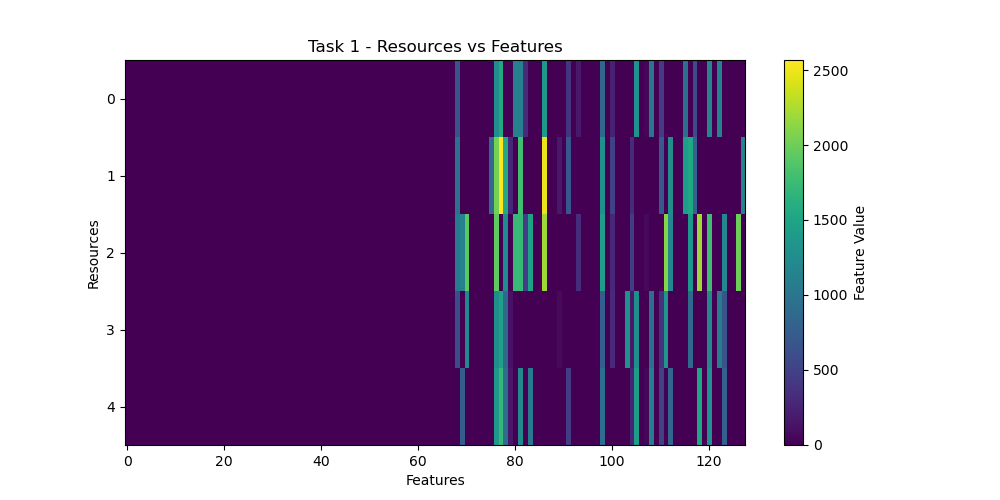 Task 1 - Resources vs Features
Resources
0
1
2
3
4
0 20 40 60 80 100 120
Features
2500
2000
1500
1000
500
0
Feature Value